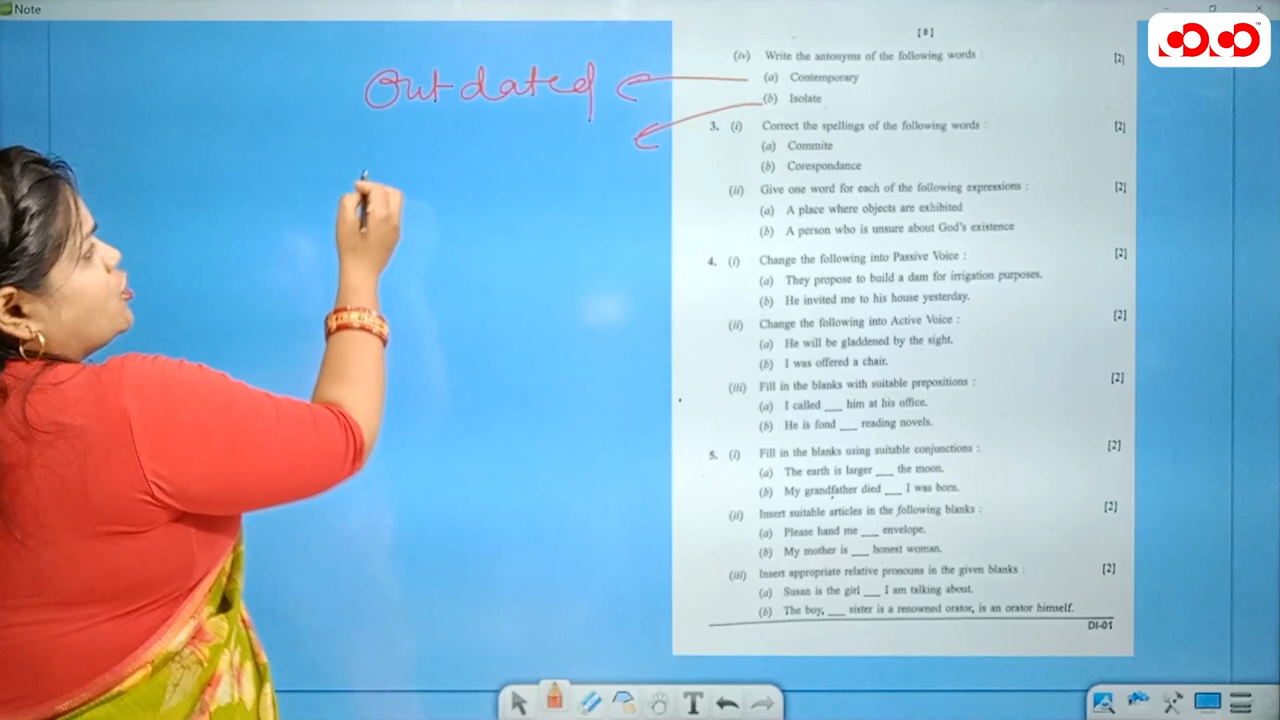 Note
Outdated
[8]
(iv) Write the antonyms of the following words : [2]
(a) Contemporary
(b) Isolate
3. (i) Correct the spellings of the following words : [2]
(a) Commite
(b) Corespondance
(ii) Give one word for each of the following expressions : [2]
(a) A place where objects are exhibited
(b) A person who is unsure about God's existence
4. (i) Change the following into Passive Voice : [2]
(a) They propose to build a dam for irrigation purposes.
(b) He invited me to his house yesterday.
(ii) Change the following into Active Voice : [2]
(a) He will be gladdened by the sight.
(b) I was offered a chair.
(iii) Fill in the blanks with suitable prepositions : [2]
(a) I called ___ him at his office.
(b) He is fond ___ reading novels.
5. (i) Fill in the blanks using suitable conjunctions : [2]
(a) The earth is larger ___ the moon.
(b) My grandfather died ___ I was born.
(ii) Insert suitable articles in the following blanks : [2]
(a) Please hand me ___ envelope.
(b) My mother is ___ honest woman.
(iii) Insert appropriate relative pronouns in the given blanks : [2]
(a) Susan is the girl ___ I am talking about.
(b) The boy, ___ sister is a renowned orator, is an orator himself.
DI-01
T